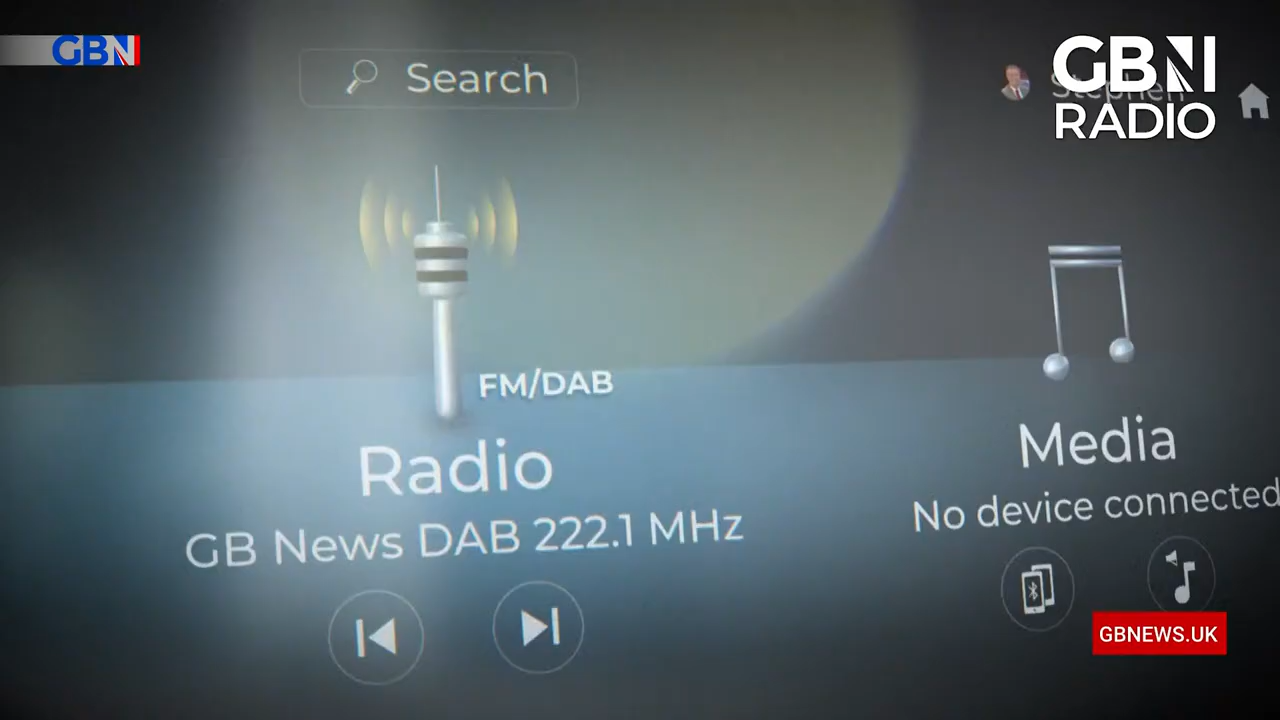 GBN
Search
Stephen
GBN
RADIO
FM/DAB
Radio
GB News DAB 222.1 MHz
Media
No device connected
GBNEWS.UK